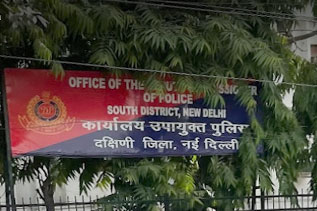 OFFICE OF THE
OF POLICE
SOUTH DISTRICT, NEW DELHI
कार्यालय उपायुक्त पुलिस
दक्षिणी जिला, नई दिल्ली